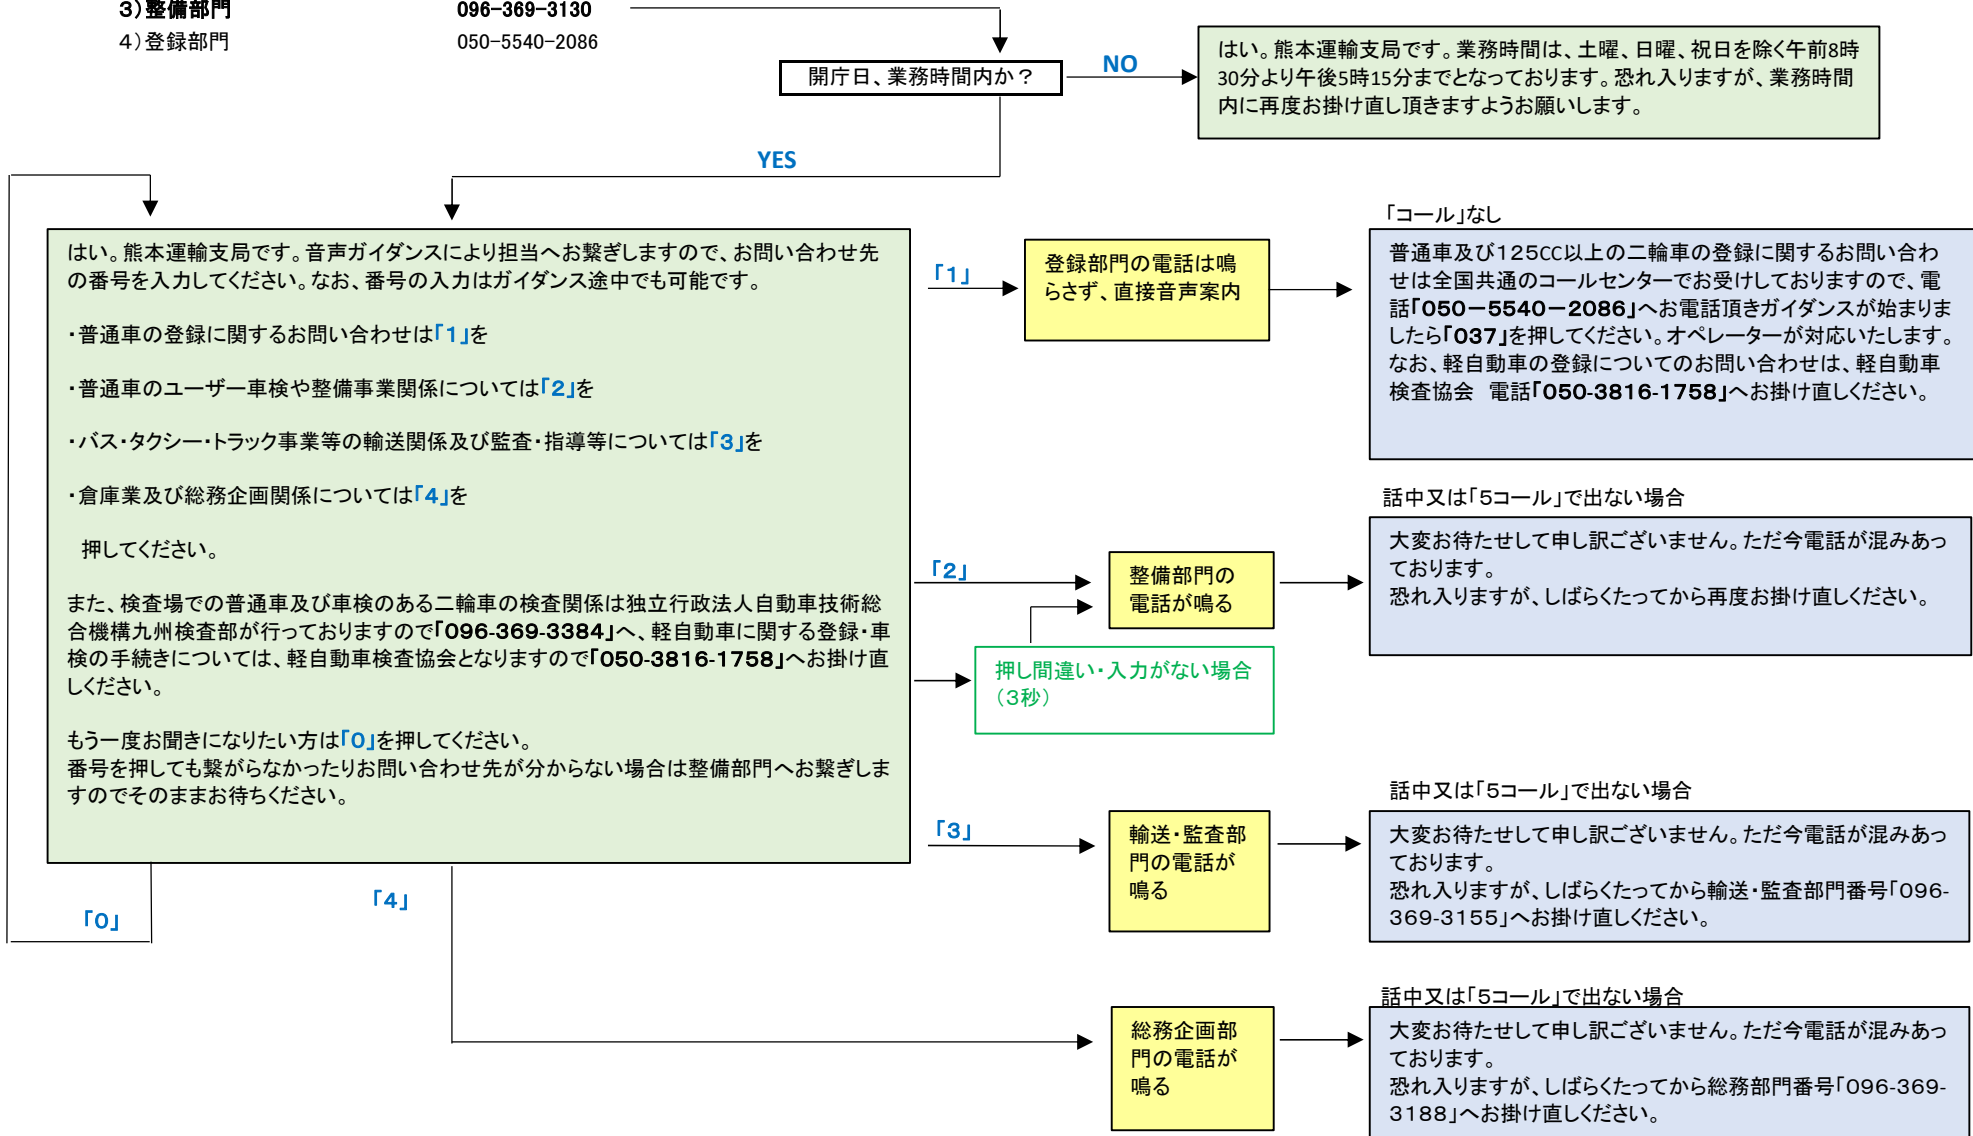 3)整備部門 096-369-3130
4)登録部門 050-5540-2086
開庁日、業務時間内か?
NO
はい。熊本運輸支局です。業務時間は、土曜、日曜、祝日を除く午前8時
30分より午後5時15分までとなっております。恐れ入りますが、業務時間
内に再度お掛け直し頂きますようお願いします。
YES
はい。熊本運輸支局です。音声ガイダンスにより担当へお繋ぎしますので、お問い合わせ先
の番号を入力してください。なお、番号の入力はガイダンス途中でも可能です。
・普通車の登録に関するお問い合わせは「1」を
・普通車のユーザー車検や整備事業関係については「2」を
・バス・タクシー・トラック事業等の輸送関係及び監査・指導等については「3」を
・倉庫業及び総務企画関係については「4」を
押してください。
また、検査場での普通車及び車検のある二輪車の検査関係は独立行政法人自動車技術総
合機構九州検査部が行っておりますので「096-369-3384」へ、軽自動車に関する登録・車
検の手続きについては、軽自動車検査協会となりますので「050-3816-1758」へお掛け直
しください。
もう一度お聞きになりたい方は「0」を押してください。
番号を押しても繋がらなかったりお問い合わせ先が分からない場合は整備部門へお繋ぎしま
すのでそのままお待ちください。
「1」
登録部門の電話は鳴
らさず、直接音声案内
「コール」なし
普通車及び125CC以上の二輪車の登録に関するお問い合わ
せは全国共通のコールセンターでお受けしておりますので、電
話「050-5540-2086」へお電話頂きガイダンスが始まりま
したら「037」を押してください。オペレーターが対応いたします。
なお、軽自動車の登録についてのお問い合わせは、軽自動車
検査協会 電話「050-3816-1758」へお掛け直しください。
「2」
整備部門の
電話が鳴る
話中又は「5コール」で出ない場合
大変お待たせして申し訳ございません。ただ今電話が混みあっ
ております。
恐れ入りますが、しばらくたってから再度お掛け直しください。
押し間違い・入力がない場合
(3秒)
「3」
輸送・監査部
門の電話が
鳴る
話中又は「5コール」で出ない場合
大変お待たせして申し訳ございません。ただ今電話が混みあっ
ております。
恐れ入りますが、しばらくたってから輸送・監査部門番号「096-
369-3155」へお掛け直しください。
「4」
「0」
総務企画部
門の電話が
鳴る
話中又は「5コール」で出ない場合
大変お待たせして申し訳ございません。ただ今電話が混みあっ
ております。
恐れ入りますが、しばらくたってから総務部門番号「096-369-
3188」へお掛け直しください。